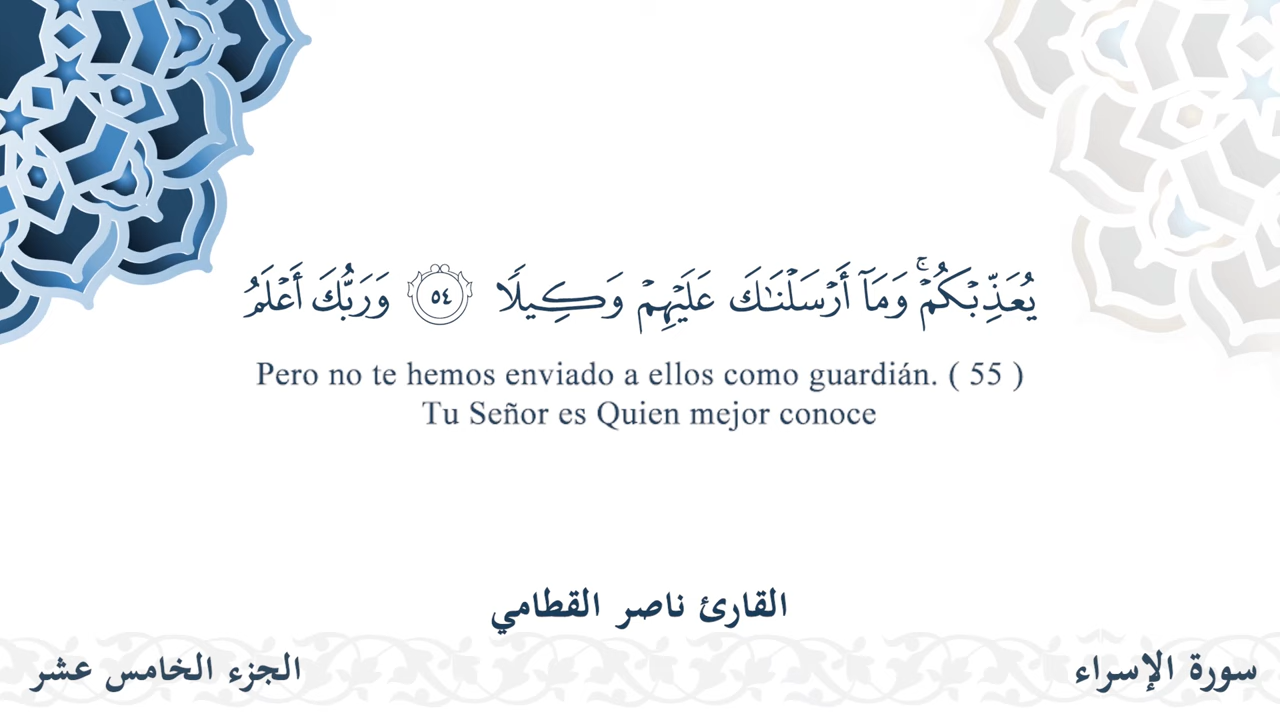 يُعَذِّبۡكُمۡۚ وَمَآ أَرۡسَلۡنَٰكَ عَلَيۡهِمۡ وَكِيلًا ٥٤ وَرَبُّكَ أَعۡلَمُ
Pero no te hemos enviado a ellos como guardián. ( 55 )
Tu Señor es Quien mejor conoce
القارئ ناصر القطامي
سورة الإسراء
الجزء الخامس عشر